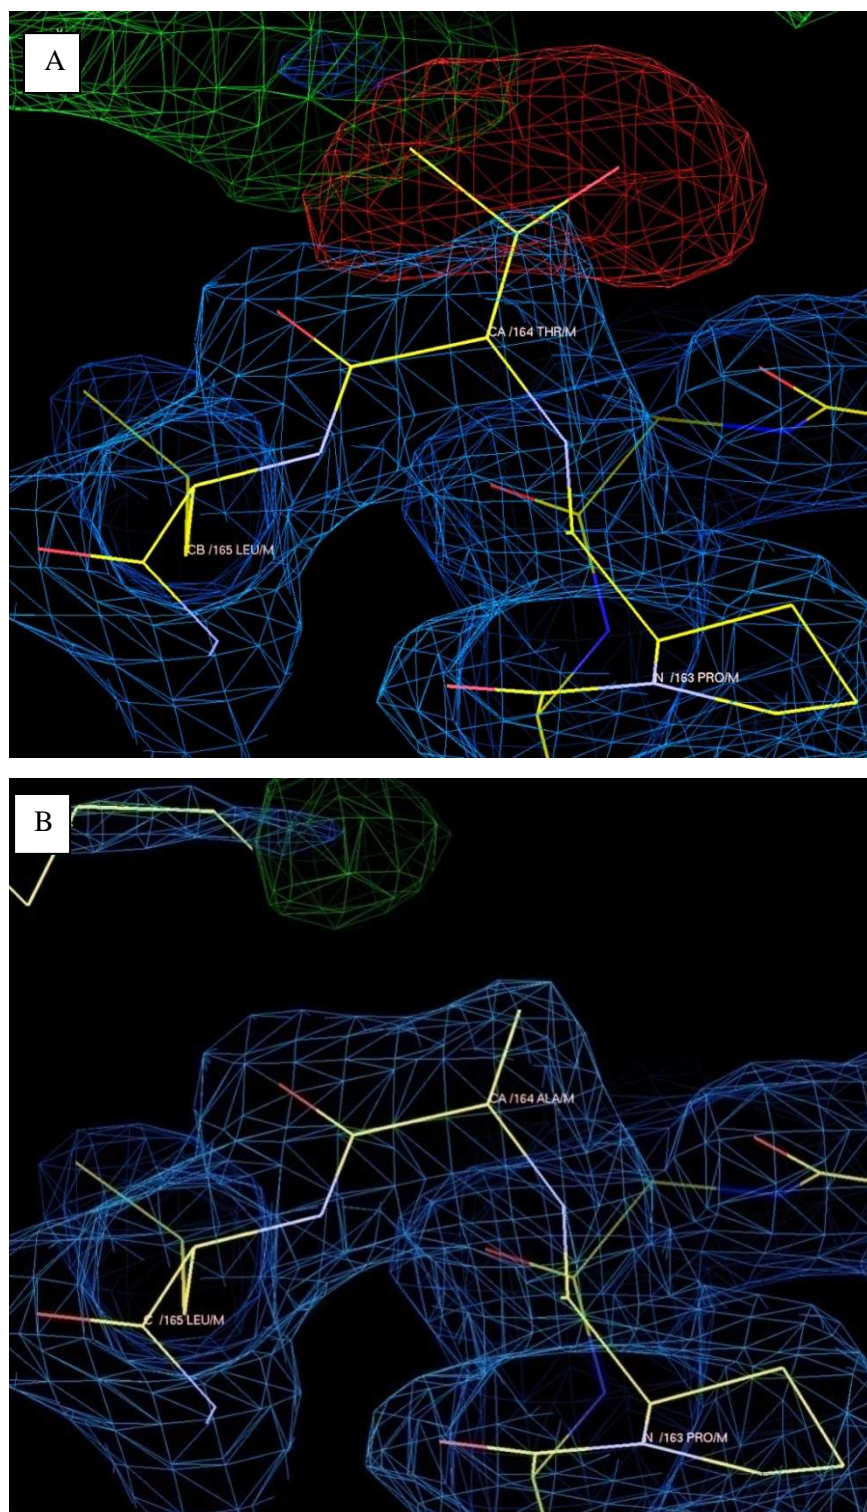 A
CA /164 THR/M
CB /165 LEU/M
N /163 PRO/M
B
CA /164 ALA/M
C /165 LEU/M
N /163 PRO/M